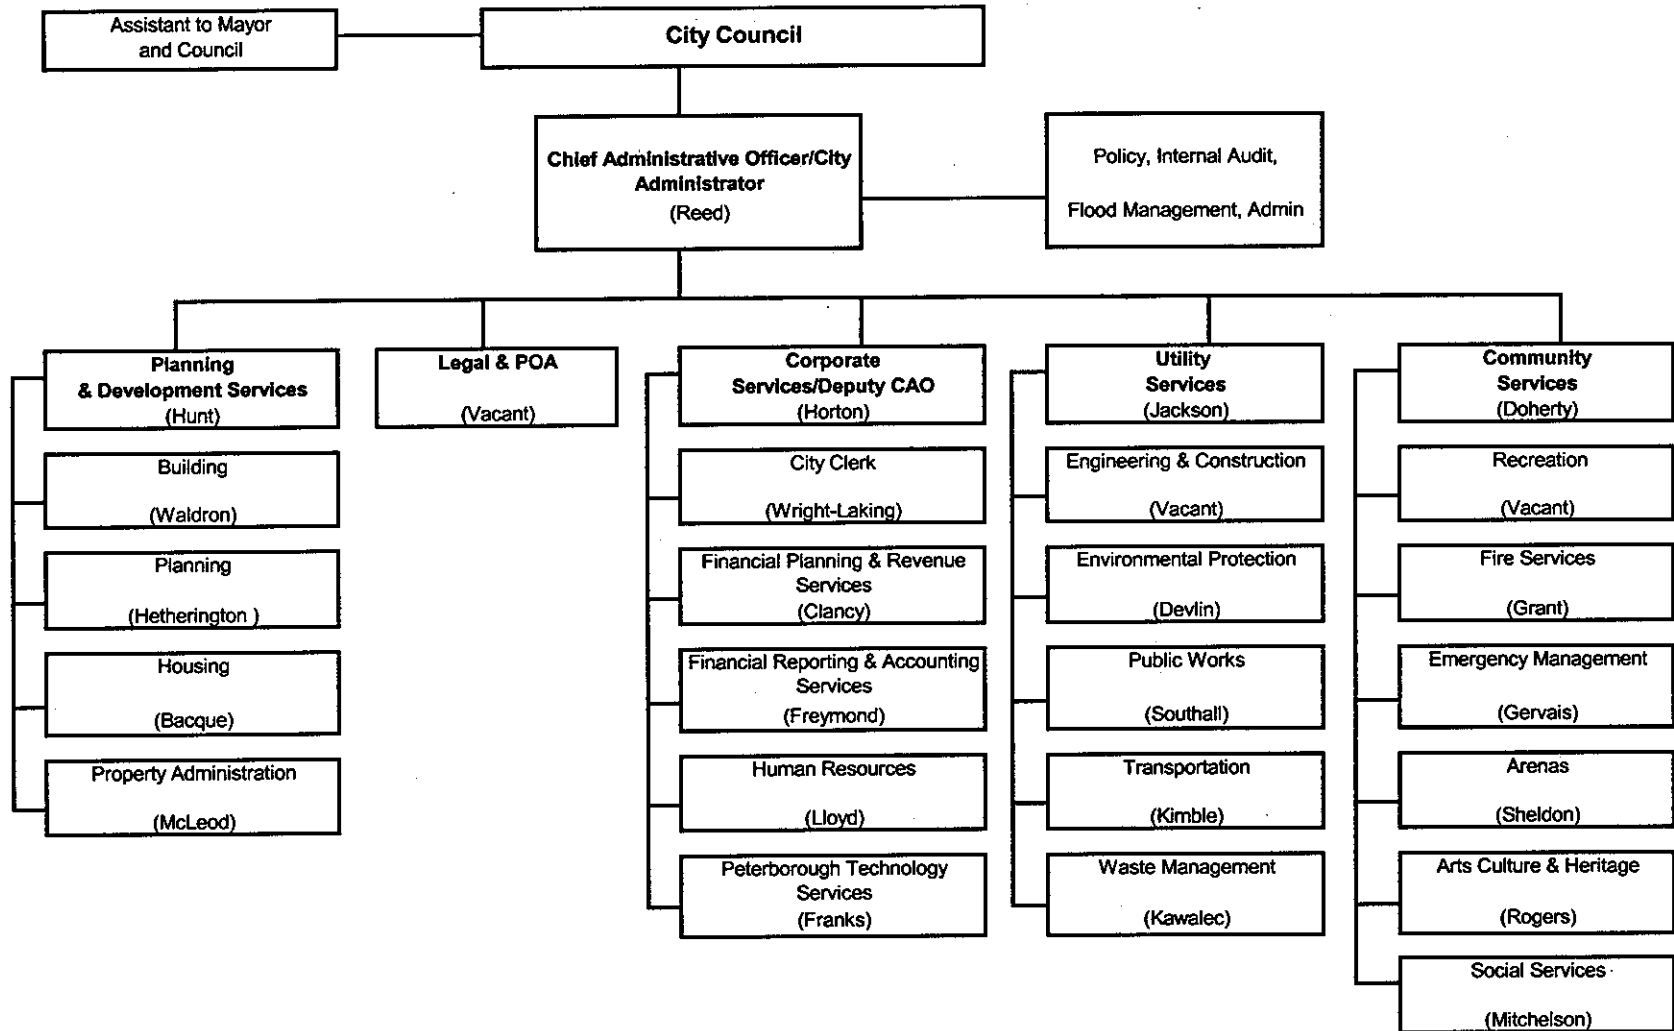 Assistant to Mayor
and Council
City Council
Chief Administrative Officer/City
Administrator
(Reed)
Policy, Internal Audit,
Flood Management, Admin
Planning
& Development Services
(Hunt)
Building
(Waldron)
Planning
(Hetherington )
Housing
(Bacque)
Property Administration
(McLeod)
Legal & POA
(Vacant)
Corporate
Services/Deputy CAO
(Horton)
City Clerk
(Wright-Laking)
Financial Planning & Revenue
Services
(Clancy)
Financial Reporting & Accounting
Services
(Freymond)
Human Resources
(Lloyd)
Peterborough Technology
Services
(Franks)
Utility
Services
(Jackson)
Engineering & Construction
(Vacant)
Environmental Protection
(Devlin)
Public Works
(Southall)
Transportation
(Kimble)
Waste Management
(Kawalec)
Community
Services
(Doherty)
Recreation
(Vacant)
Fire Services
(Grant)
Emergency Management
(Gervais)
Arenas
(Sheldon)
Arts Culture & Heritage
(Rogers)
Social Services
(Mitchelson)